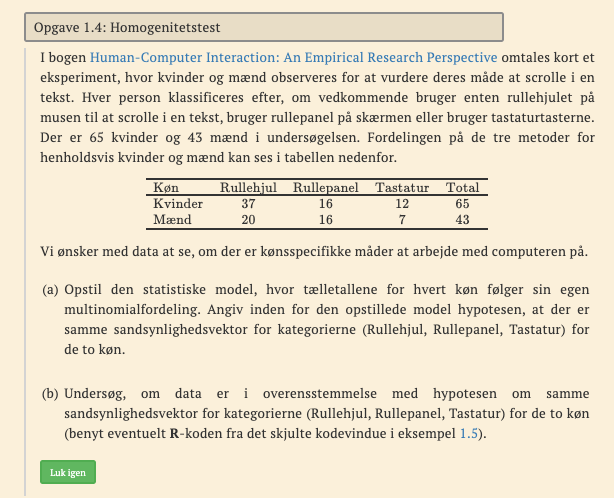 Opgave 1.4: Homogenitetstest
I bogen Human-Computer Interaction: An Empirical Research Perspective omtales kort et
eksperiment, hvor kvinder og mænd observeres for at vurdere deres måde at scrolle i en
tekst. Hver person klassificeres efter, om vedkommende bruger enten rullehjulet på
musen til at scrolle i en tekst, bruger rullepanel på skærmen eller bruger tastaturtasterne.
Der er 65 kvinder og 43 mænd i undersøgelsen. Fordelingen på de tre metoder for
henholdsvis kvinder og mænd kan ses i tabellen nedenfor.
Køn Rullehjul Rullepanel Tastatur Total
Kvinder 37 16 12 65
Mænd 20 16 7 43
Vi ønsker med data at se, om der er kønsspecifikke måder at arbejde med computeren på.
(a) Opstil den statistiske model, hvor tælletallene for hvert køn følger sin egen
multinomialfordeling. Angiv inden for den opstillede model hypotesen, at der er
samme sandsynlighedsvektor for kategorierne (Rullehjul, Rullepanel, Tastatur) for
de to køn.
(b) Undersøg, om data er i overensstemmelse med hypotesen om samme
sandsynlighedsvektor for kategorierne (Rullehjul, Rullepanel, Tastatur) for de to køn
(benyt eventuelt R-koden fra det skjulte kodevindue i eksempel 1.5).
Luk igen